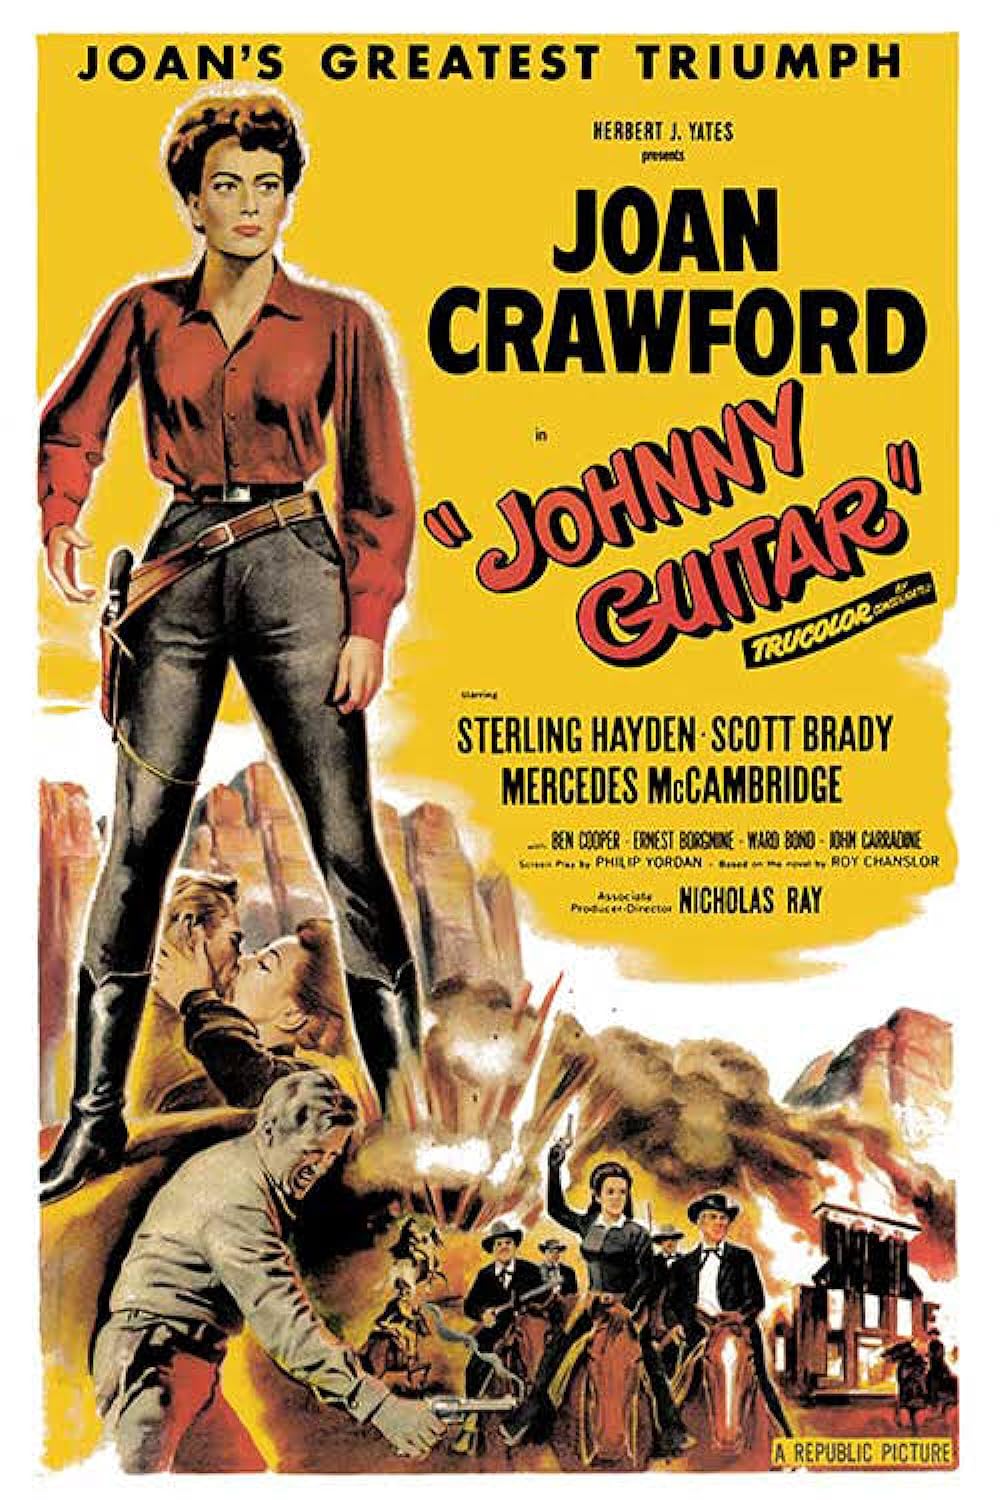 JOAN'S GREATEST TRIUMPH
HERBERT J. YATES
presents
JOAN
CRAWFORD
in
"JOHNNY
GUITAR"
TRUCOLOR BY CONSOLIDATED
starring
STERLING HAYDEN · SCOTT BRADY
MERCEDES McCAMBRIDGE
with BEN COOPER - ERNEST BORGNINE - WARD BOND - JOHN CARRADINE
Screen Play by PHILIP YORDAN - Based on the novel by ROY CHANSLOR
Associate
Producer-Director NICHOLAS RAY
A REPUBLIC PICTURE